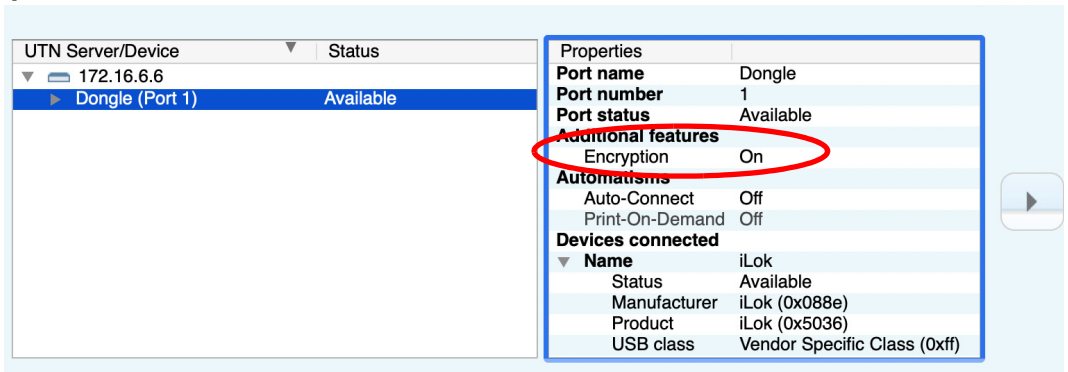 UTN Server/Device Status
172.16.6.6
Dongle (Port 1) Available
Properties
Port name Dongle
Port number 1
Port status Available
Additional features
Encryption On
Automatisms
Auto-Connect Off
Print-On-Demand Off
Devices connected
Name iLok
Status Available
Manufacturer iLok (0x088e)
Product iLok (0x5036)
USB class Vendor Specific Class (0xff)